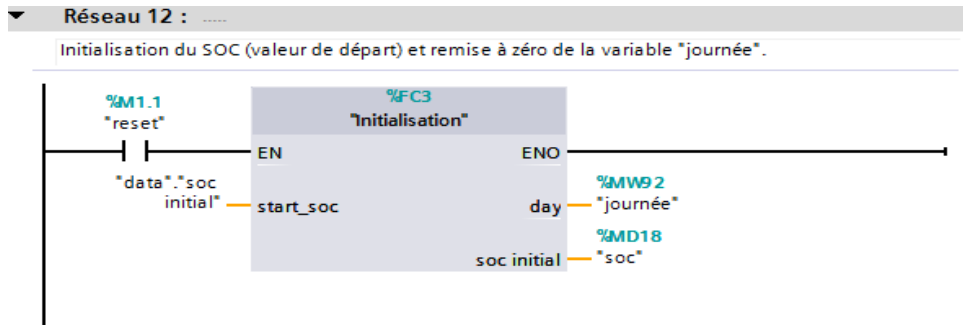 Réseau 12 : .....
Initialisation du SOC (valeur de départ) et remise à zéro de la variable "journée".
%M1.1
"reset"
%FC3
"Initialisation"
EN
ENO
"data"."soc
initial"
start_soc
day
%MW92
"journée"
soc initial
%MD18
"soc"